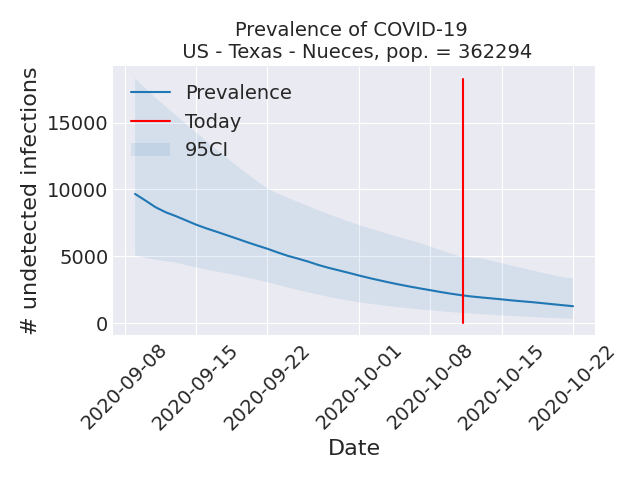 Prevalence of COVID-19
US - Texas - Nueces, pop. = 362294
# undetected infections
15000
10000
5000
0
Prevalence
Today
95CI
2020-09-08
2020-09-15
2020-09-22
2020-10-01
2020-10-08
2020-10-15
2020-10-22
Date